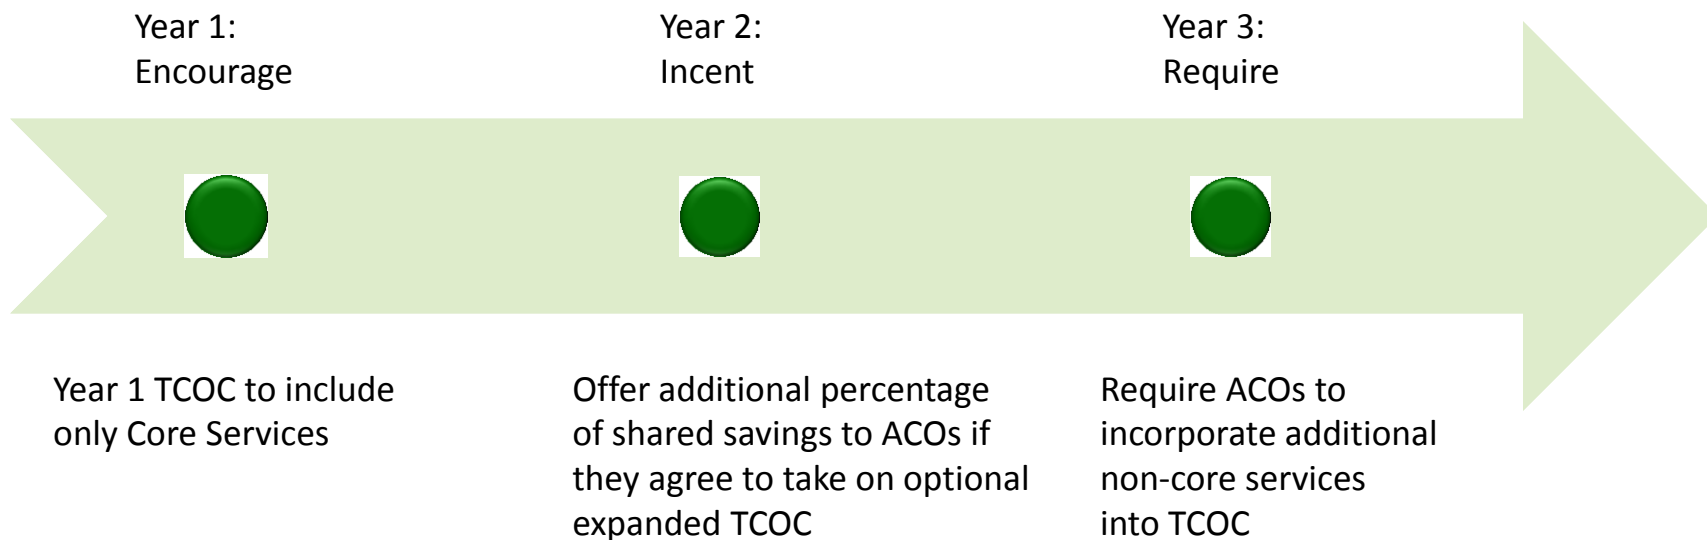 Year 1:
Encourage
Year 2:
Incent
Year 3:
Require
Year 1 TCOC to include
only Core Services
Offer additional percentage
of shared savings to ACOs if
they agree to take on optional
expanded TCOC
Require ACOs to
incorporate additional
non-core services
into TCOC